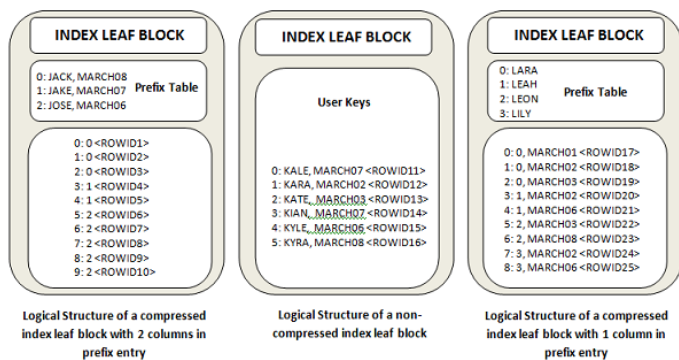 INDEX LEAF BLOCK
0: JACK, MARCH08
1: JAKE, MARCH07
2: JOSE, MARCH06
Prefix Table
0: 0 <ROWID1>
1: 0 <ROWID2>
2: 0 <ROWID3>
3: 1 <ROWID4>
4: 1 <ROWID5>
5: 2 <ROWID6>
6: 2 <ROWID7>
7: 2 <ROWID8>
8: 2 <ROWID9>
9: 2 <ROWID10>
Logical Structure of a compressed
index leaf block with 2 columns in
prefix entry
INDEX LEAF BLOCK
User Keys
0: KALE, MARCH07 <ROWID11>
1: KARA, MARCH02 <ROWID12>
2: KATE, MARCH03 <ROWID13>
3: KIAN, MARCH07 <ROWID14>
4: KYLE, MARCH06 <ROWID15>
5: KYRA, MARCH08 <ROWID16>
Logical Structure of a non-
compressed index leaf block
INDEX LEAF BLOCK
0: LARA
1: LEAH
2: LEON
3: LILY
Prefix Table
0: 0, MARCH01 <ROWID17>
1: 0, MARCH02 <ROWID18>
2: 0, MARCH03 <ROWID19>
3: 1, MARCH02 <ROWID20>
4: 1, MARCH06 <ROWID21>
5: 2, MARCH03 <ROWID22>
6: 2, MARCH08 <ROWID23>
7: 3, MARCH02 <ROWID24>
8: 3, MARCH06 <ROWID25>
Logical Structure of a compressed
index leaf block with 1 column in
prefix entry